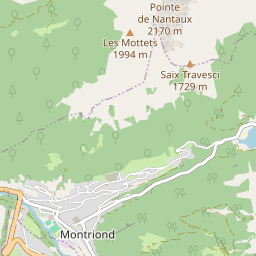 Pointe
de Nantaux
2170 m
Les Mottets
1994 m
Saix Travesci
1729 m
Montriond